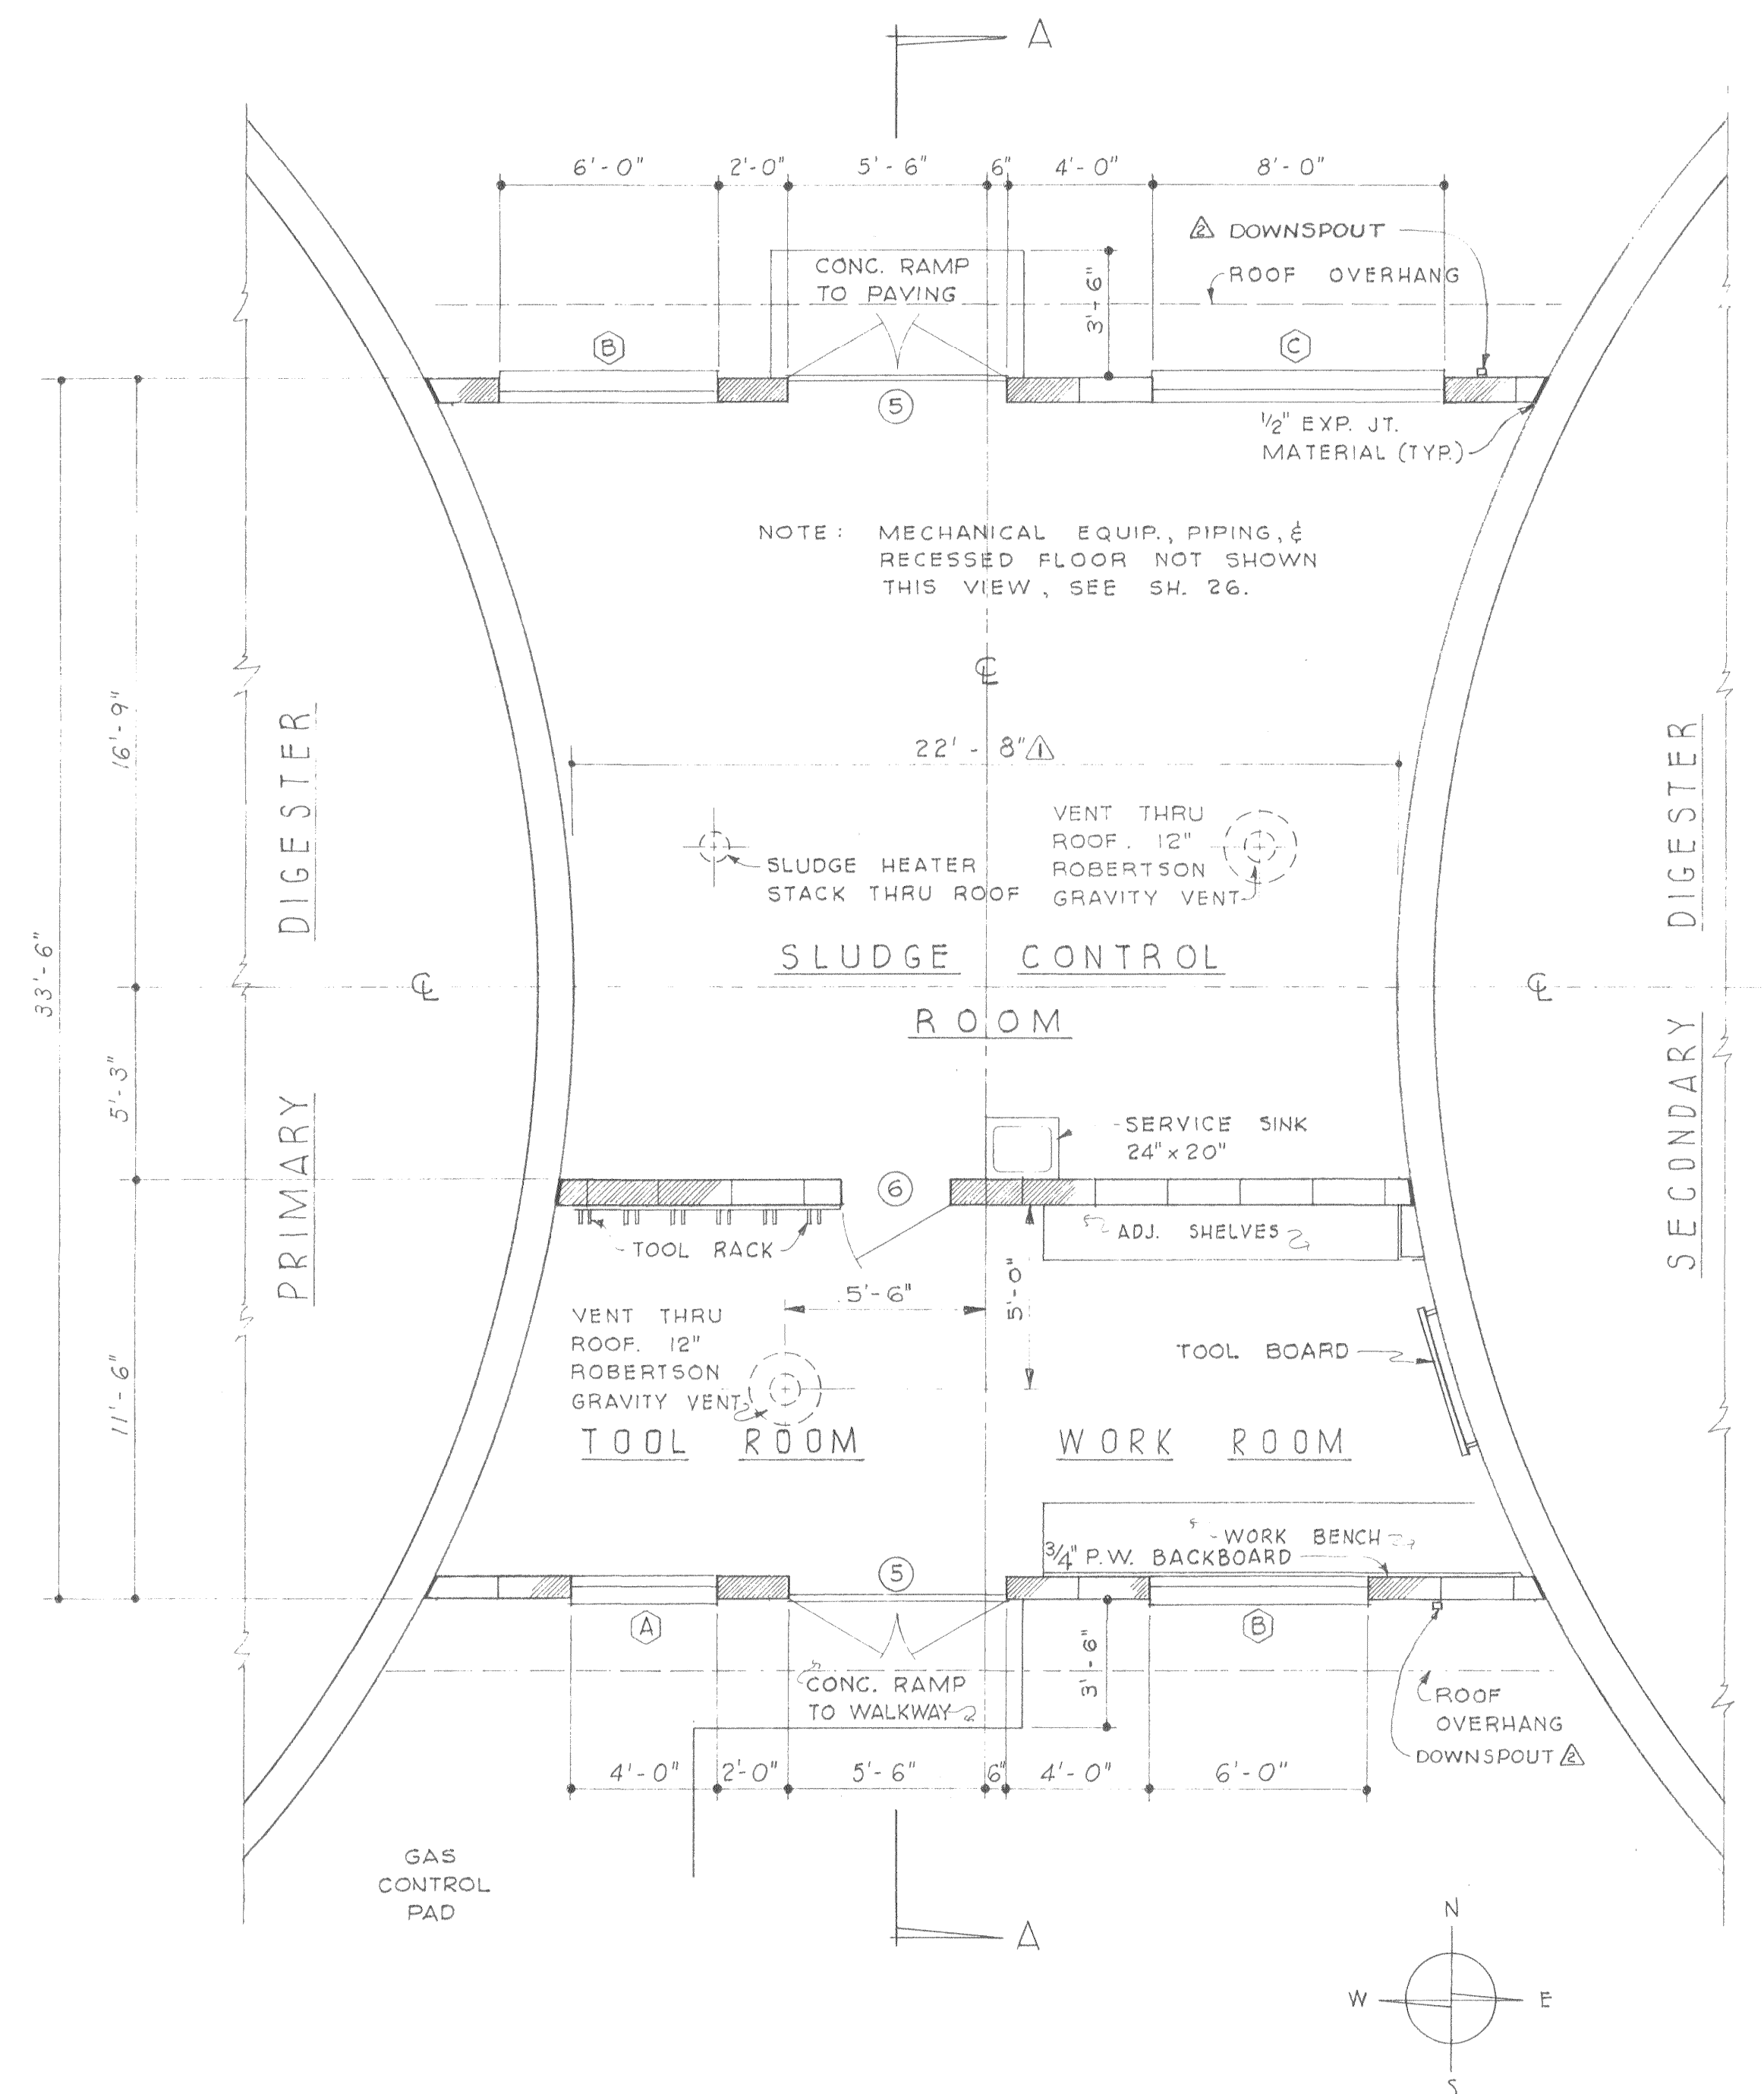 A
6'-0" 2'-0" 5'-6" 6" 4'-0" 8'-0"
2 DOWNSPOUT
CONC. RAMP
TO PAVING
ROOF OVERHANG
3'-6"
B
C
5
1/2" EXP. JT.
MATERIAL (TYP.)
NOTE: MECHANICAL EQUIP., PIPING, &
RECESSED FLOOR NOT SHOWN
THIS VIEW, SEE SH. 26.
℄
16'-9"
22'-8" 1
VENT THRU
ROOF. 12"
ROBERTSON
GRAVITY VENT
SLUDGE HEATER
STACK THRU ROOF
SLUDGE CONTROL
ROOM
PRIMARY DIGESTER
SECONDARY DIGESTER
33'-6"
℄
℄
5'-3"
SERVICE SINK
24" x 20"
6
TOOL RACK
ADJ. SHELVES
5'-6"
5'-0"
VENT THRU
ROOF. 12"
ROBERTSON
GRAVITY VENT
TOOL BOARD
11'-6"
TOOL ROOM
WORK ROOM
WORK BENCH
3/4" P.W. BACKBOARD
5
A
B
3'-6"
CONC. RAMP
TO WALKWAY
ROOF
OVERHANG
DOWNSPOUT 2
4'-0" 2'-0" 5'-6" 6" 4'-0" 6'-0"
GAS
CONTROL
PAD
A
N
W E
S